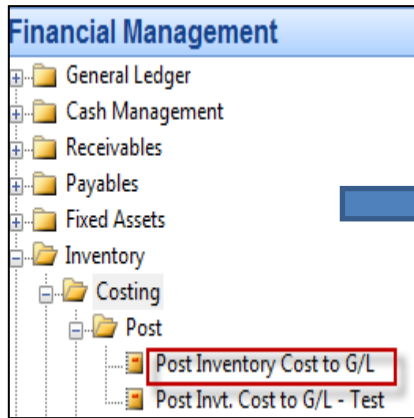 Financial Management
General Ledger
Cash Management
Receivables
Payables
Fixed Assets
Inventory
Costing
Post
Post Inventory Cost to G/L
Post Invt. Cost to G/L - Test